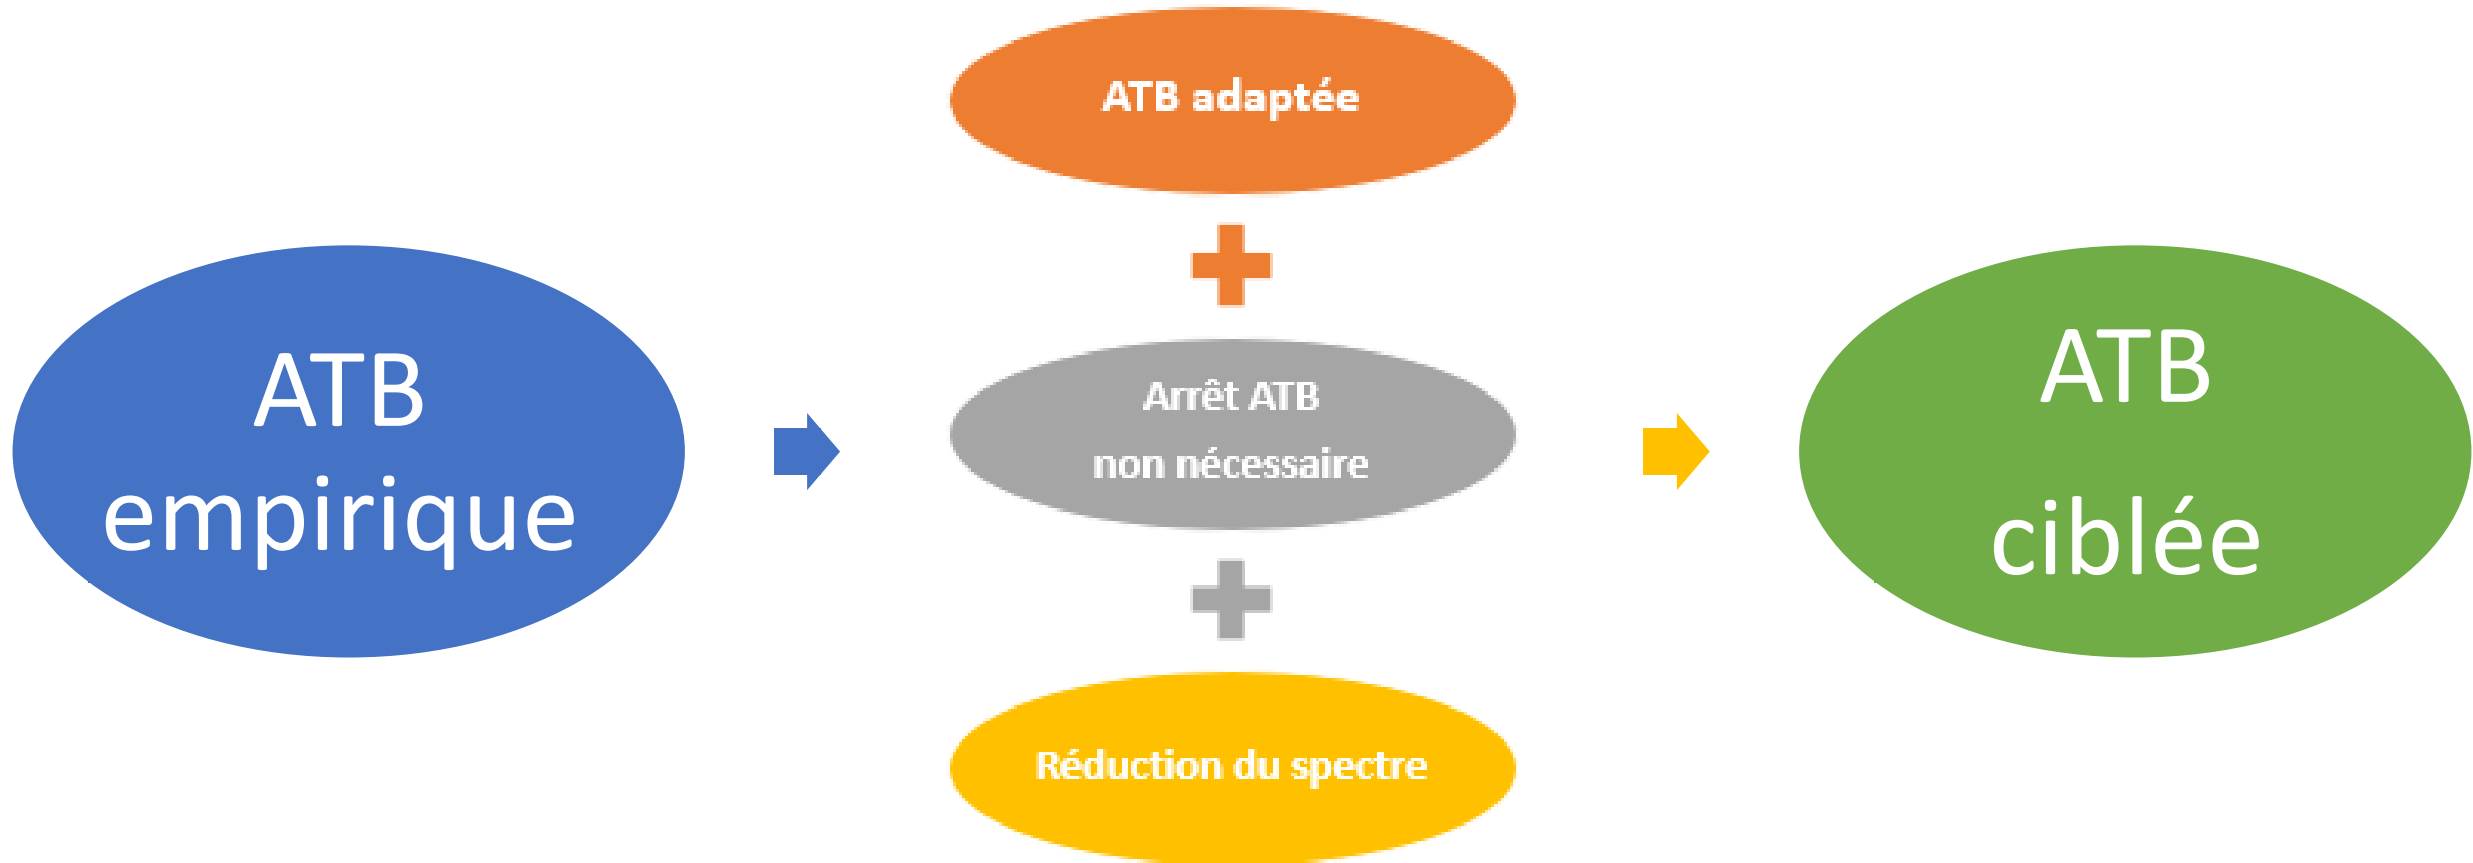 ATB
empirique
ATB adaptée
Arrêt ATB
non nécessaire
Réduction du spectre
ATB
ciblée